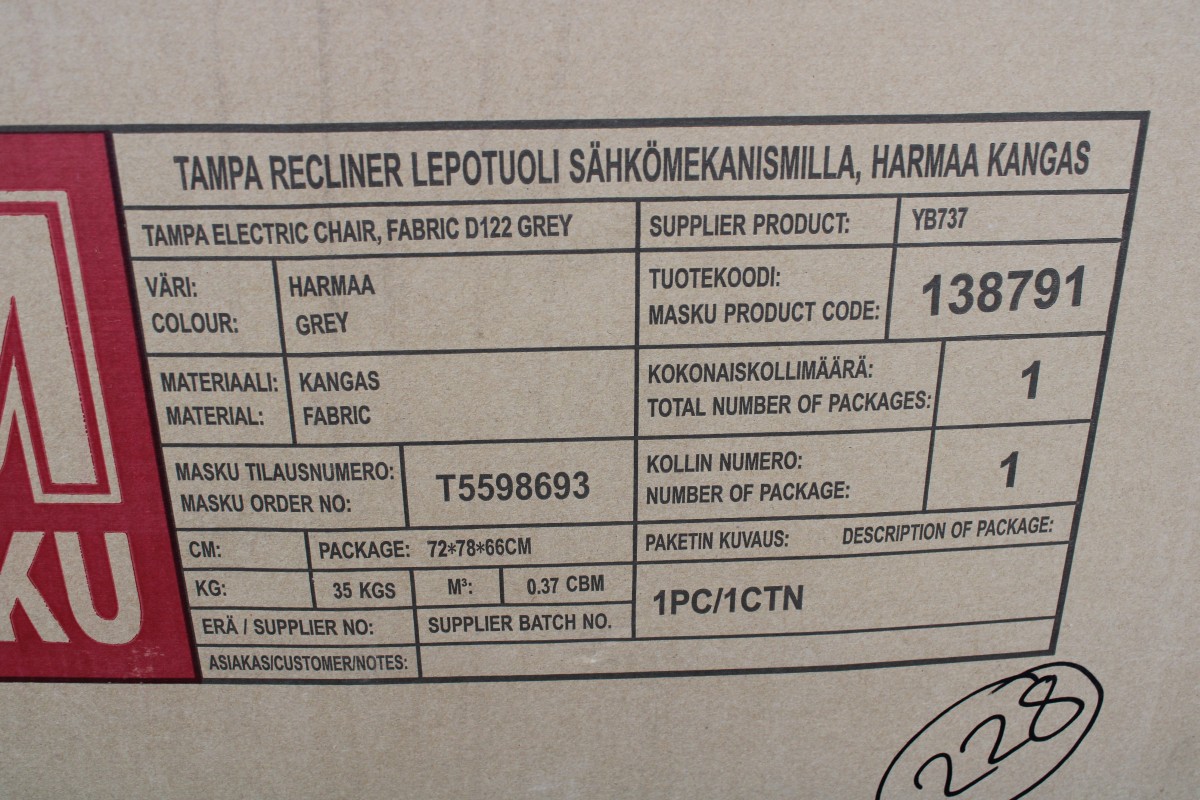 TAMPA RECLINER LEPOTUOLI SÄHKÖMEKANISMILLA, HARMAA KANGAS
TAMPA ELECTRIC CHAIR, FABRIC D122 GREY
SUPPLIER PRODUCT: YB737
VÄRI: HARMAA
COLOUR: GREY
TUOTEKOODI:
MASKU PRODUCT CODE: 138791
MATERIAALI: KANGAS
MATERIAL: FABRIC
KOKONAISKOLLIMÄÄRÄ:
TOTAL NUMBER OF PACKAGES: 1
MASKU TILAUSNUMERO:
MASKU ORDER NO: T5598693
KOLLIN NUMERO:
NUMBER OF PACKAGE: 1
CM: PACKAGE: 72*78*66CM
PAKETIN KUVAUS: DESCRIPTION OF PACKAGE:
KG: 35 KGS M³: 0.37 CBM
1PC/1CTN
ERÄ / SUPPLIER NO: SUPPLIER BATCH NO.
ASIAKAS/CUSTOMER/NOTES:
KU
228